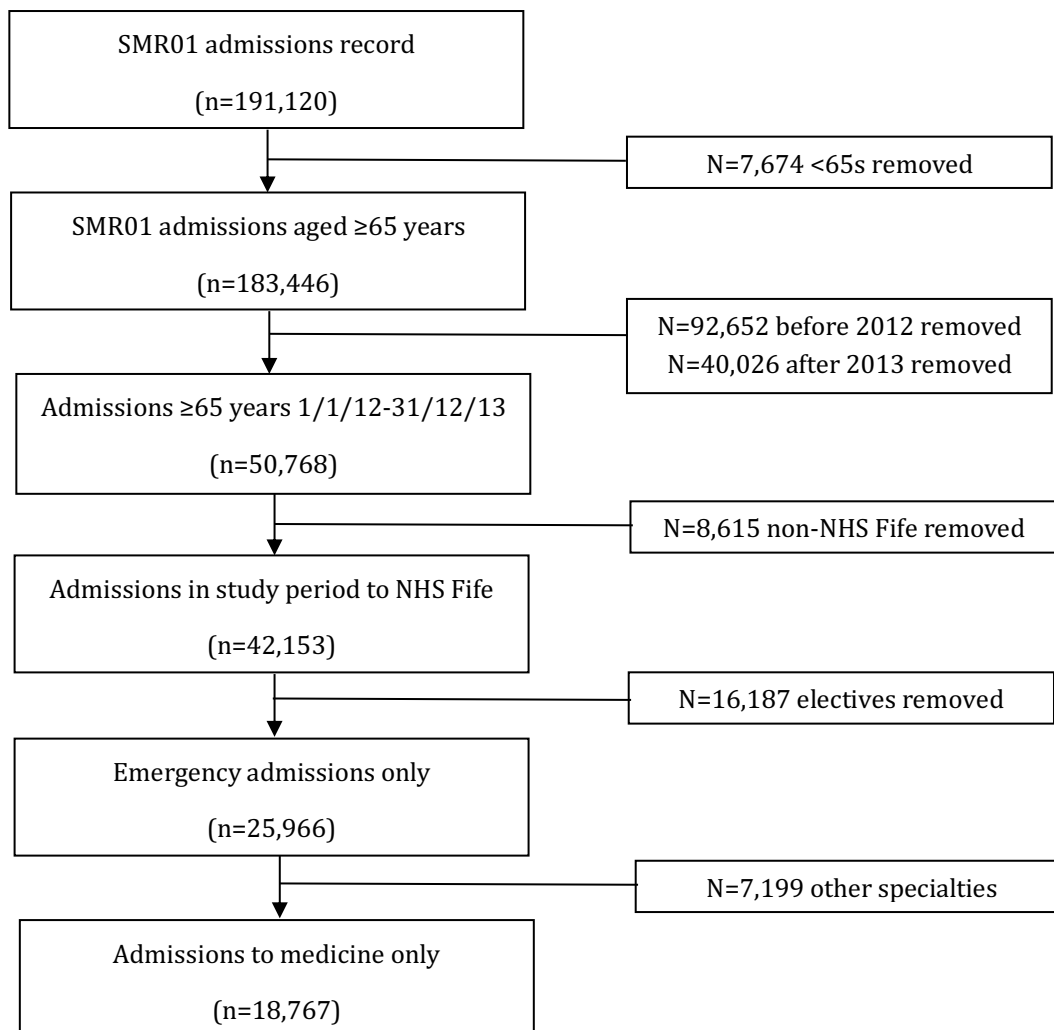 SMR01 admissions record
(n=191,120)
N=7,674 <65s removed
SMR01 admissions aged ≥65 years
(n=183,446)
N=92,652 before 2012 removed
N=40,026 after 2013 removed
Admissions ≥65 years 1/1/12-31/12/13
(n=50,768)
N=8,615 non-NHS Fife removed
Admissions in study period to NHS Fife
(n=42,153)
N=16,187 electives removed
Emergency admissions only
(n=25,966)
N=7,199 other specialties
Admissions to medicine only
(n=18,767)